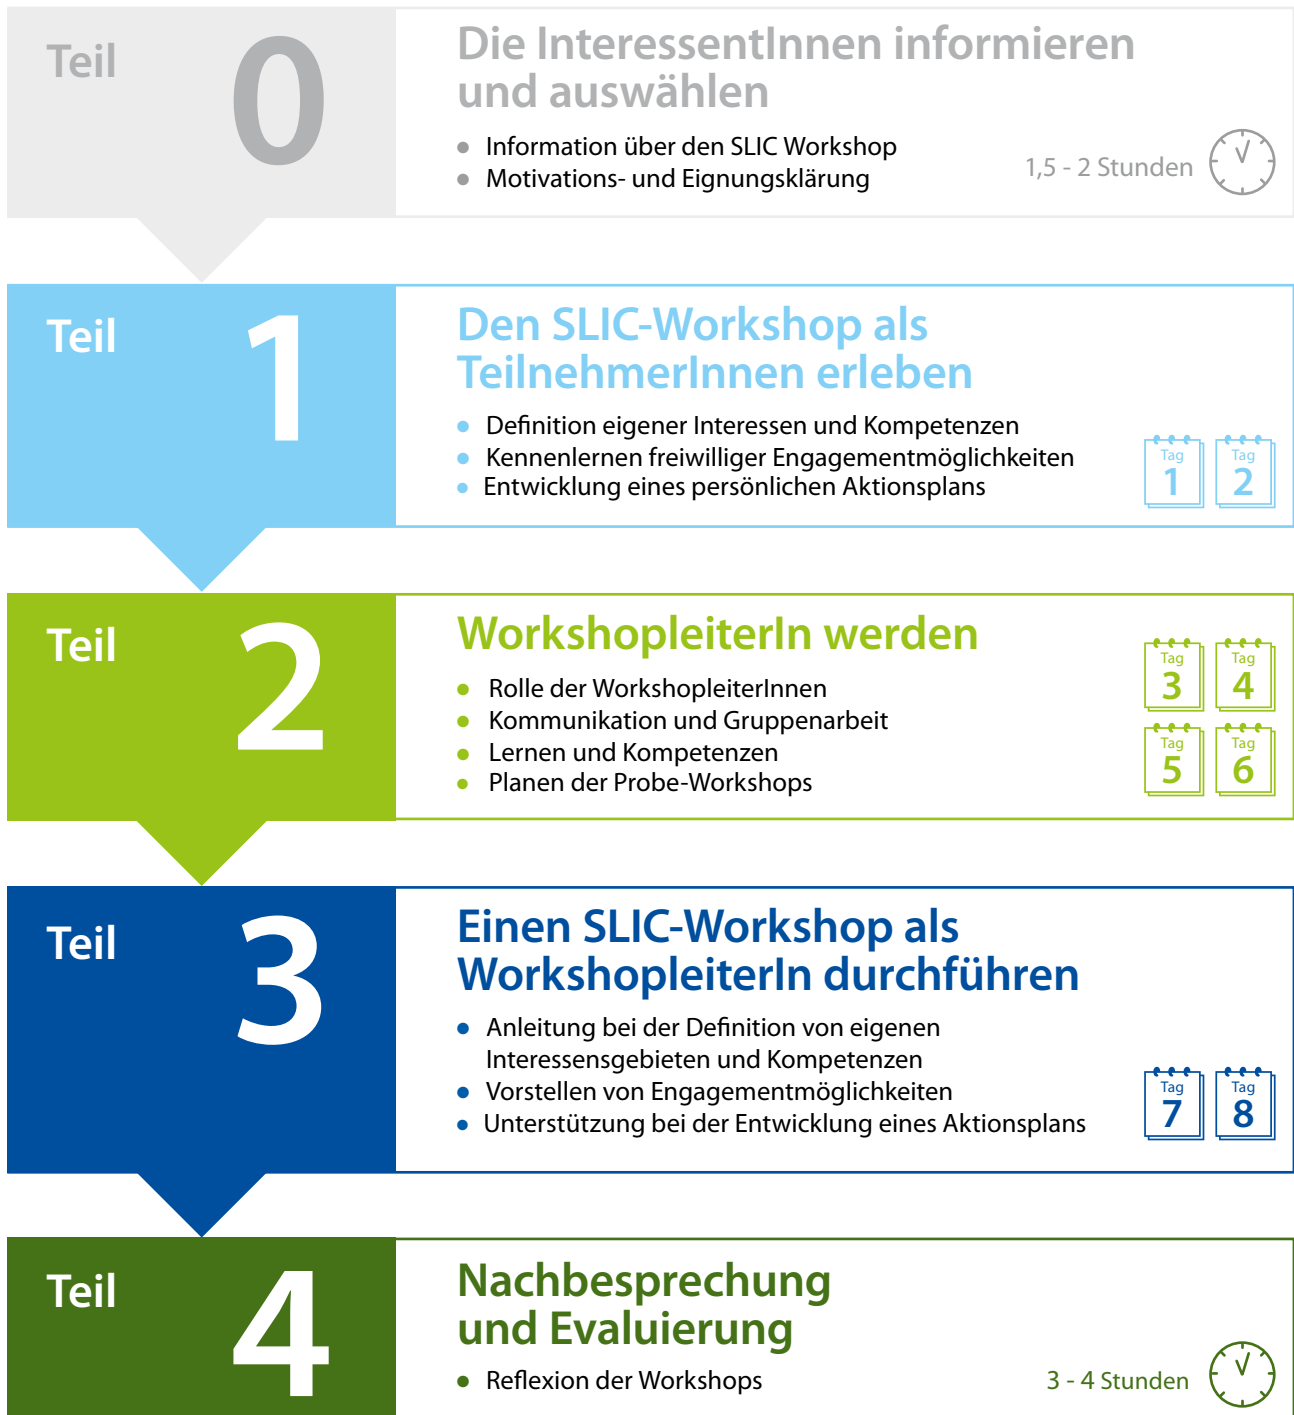 Teil 0
Die InteressentInnen informieren
und auswählen
● Information über den SLIC Workshop
● Motivations- und Eignungsklärung
1,5 - 2 Stunden
Teil 1
Den SLIC-Workshop als
TeilnehmerInnen erleben
● Definition eigener Interessen und Kompetenzen
● Kennenlernen freiwilliger Engagementmöglichkeiten
● Entwicklung eines persönlichen Aktionsplans
Tag Tag
1 2
Teil 2
WorkshopleiterIn werden
● Rolle der WorkshopleiterInnen
● Kommunikation und Gruppenarbeit
● Lernen und Kompetenzen
● Planen der Probe-Workshops
Tag Tag
3 4
Tag Tag
5 6
Teil 3
Einen SLIC-Workshop als
WorkshopleiterIn durchführen
● Anleitung bei der Definition von eigenen
Interessensgebieten und Kompetenzen
● Vorstellen von Engagementmöglichkeiten
● Unterstützung bei der Entwicklung eines Aktionsplans
Tag Tag
7 8
Teil 4
Nachbesprechung
und Evaluierung
● Reflexion der Workshops
3 - 4 Stunden